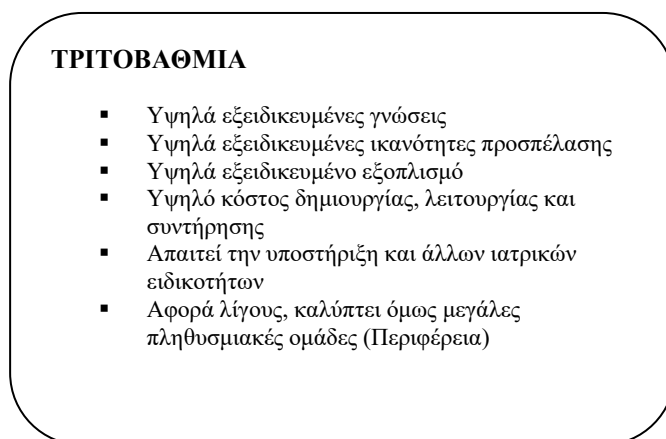 ΤΡΙΤΟΒΑΘΜΙΑ
▪ Υψηλά εξειδικευμένες γνώσεις
▪ Υψηλά εξειδικευμένες ικανότητες προσπέλασης
▪ Υψηλά εξειδικευμένο εξοπλισμό
▪ Υψηλό κόστος δημιουργίας, λειτουργίας και
συντήρησης
▪ Απαιτεί την υποστήριξη και άλλων ιατρικών
ειδικοτήτων
▪ Αφορά λίγους, καλύπτει όμως μεγάλες
πληθυσμιακές ομάδες (Περιφέρεια)